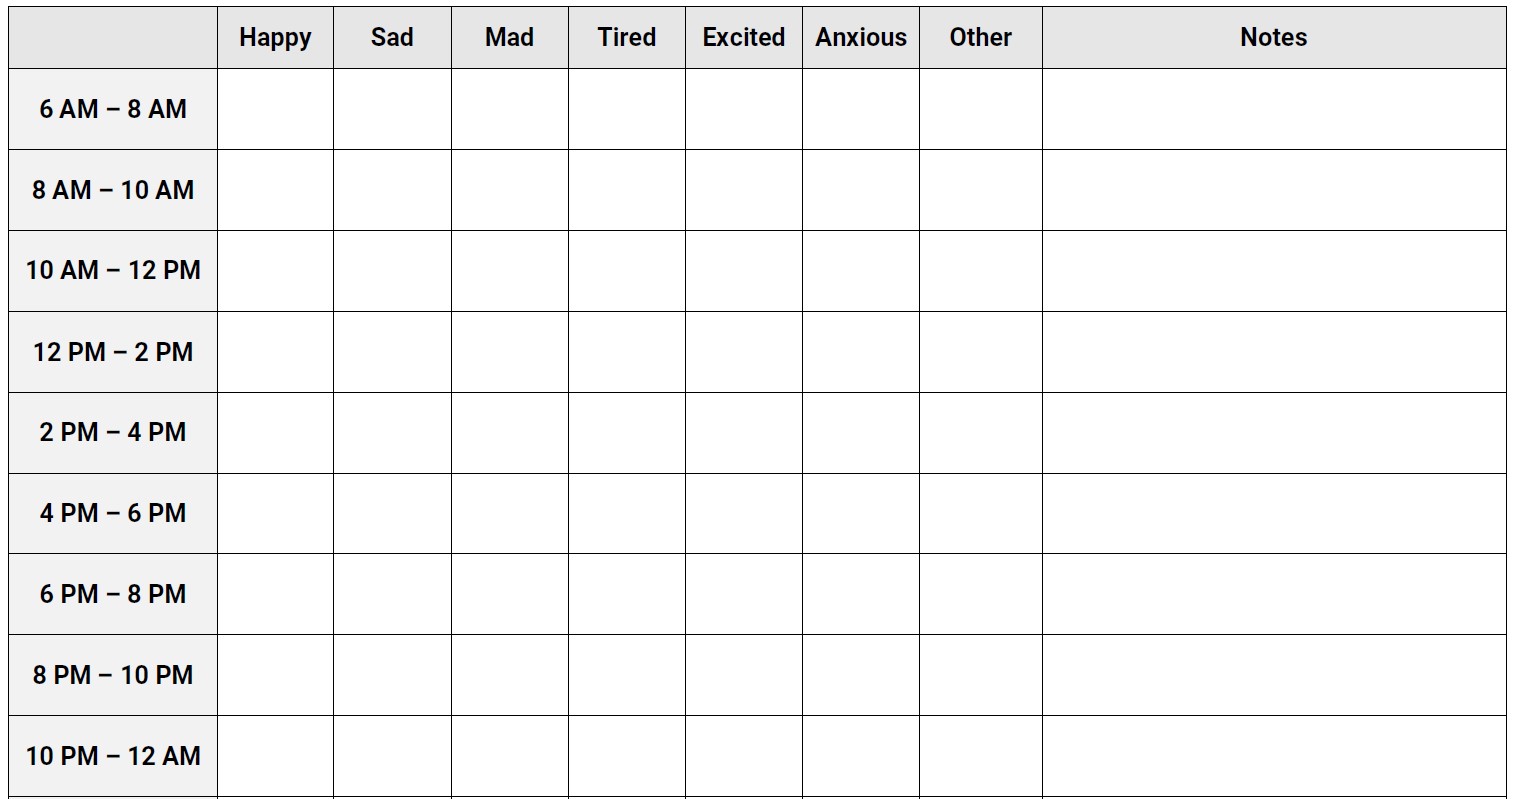 Happy Sad Mad Tired Excited Anxious Other Notes
6 AM – 8 AM
8 AM – 10 AM
10 AM – 12 PM
12 PM – 2 PM
2 PM – 4 PM
4 PM – 6 PM
6 PM – 8 PM
8 PM – 10 PM
10 PM – 12 AM